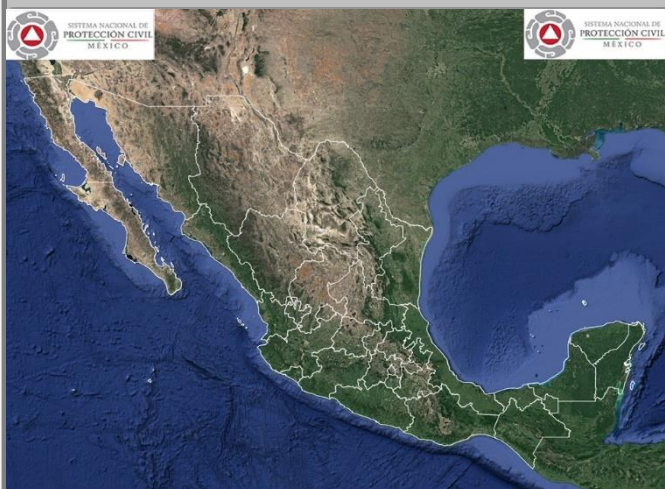 SISTEMA NACIONAL DE
PROTECCIÓN CIVIL
MÉXICO
SISTEMA NACIONAL DE
PROTECCIÓN CIVIL
MÉXICO